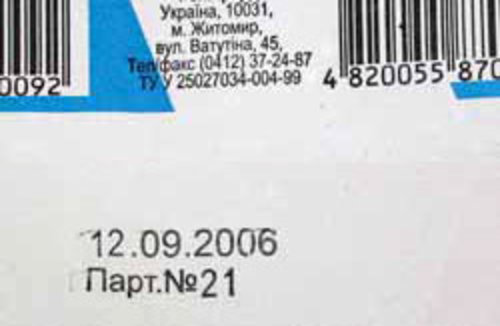 Україна, 10031,
м. Житомир,
вул. Ватутіна, 45,
Тел/факс (0412) 37-24-87
ТУ У 25027034-004-99
0092
4 820055 870
12.09.2006
Парт.№21